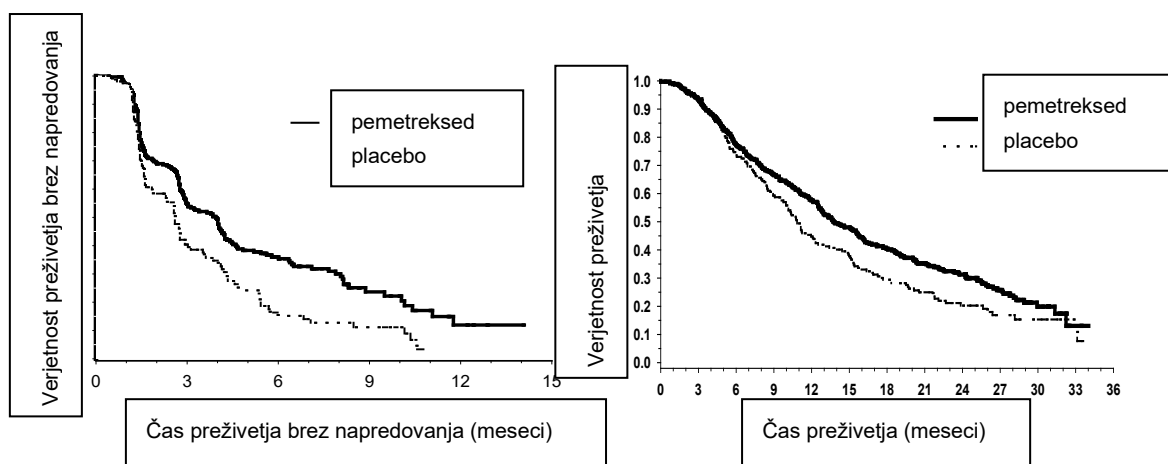 Verjetnost preživetja brez napredovanja
pemetreksed
placebo
0 3 6 9 12 15
Čas preživetja brez napredovanja (meseci)
Verjetnost preživetja
1.0
0.9
0.8
0.7
0.6
0.5
0.4
0.3
0.2
0.1
0.0
pemetreksed
placebo
0 3 6 9 12 15 18 21 24 27 30 33 36
Čas preživetja (meseci)